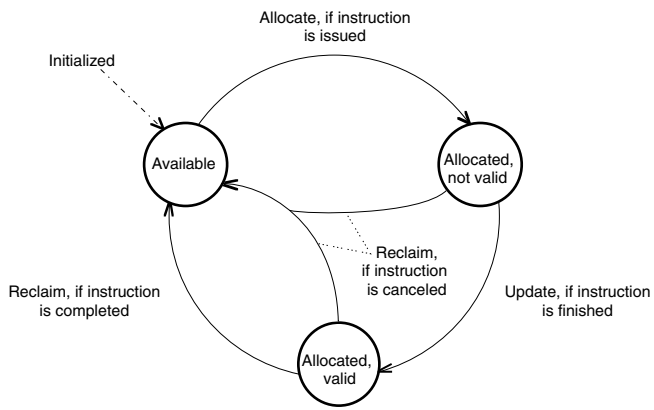 Allocate, if instruction
is issued
Initialized
Available
Allocated,
not valid
Reclaim,
if instruction
is canceled
Reclaim, if instruction
is completed
Update, if instruction
is finished
Allocated,
valid